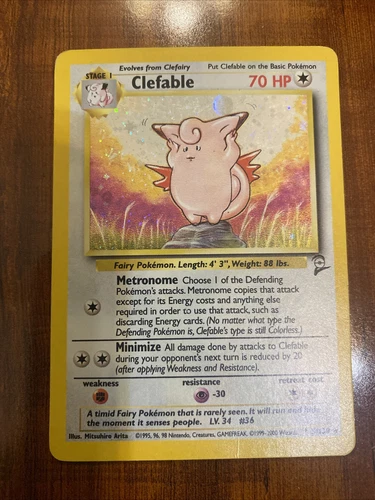 Evolves from Clefairy Put Clefable on the Basic Pokémon
STAGE 1
Clefable 70 HP
Fairy Pokémon. Length: 4' 3", Weight: 88 lbs.
Metronome Choose 1 of the Defending
Pokémon's attacks. Metronome copies that attack
except for its Energy costs and anything else
required in order to use that attack, such as
discarding Energy cards. (No matter what type the
Defending Pokémon is, Clefable's type is still Colorless.)
Minimize All damage done by attacks to Clefable
during your opponent's next turn is reduced by 20
(after applying Weakness and Resistance).
weakness resistance retreat cost
-30
A timid Fairy Pokémon that is rarely seen. It will run and hide
the moment it senses people. LV. 34 #36
Illus. Mitsuhiro Arita ©1995, 96, 98 Nintendo, Creatures, GAMEFREAK. ©1999-2000 Wizards